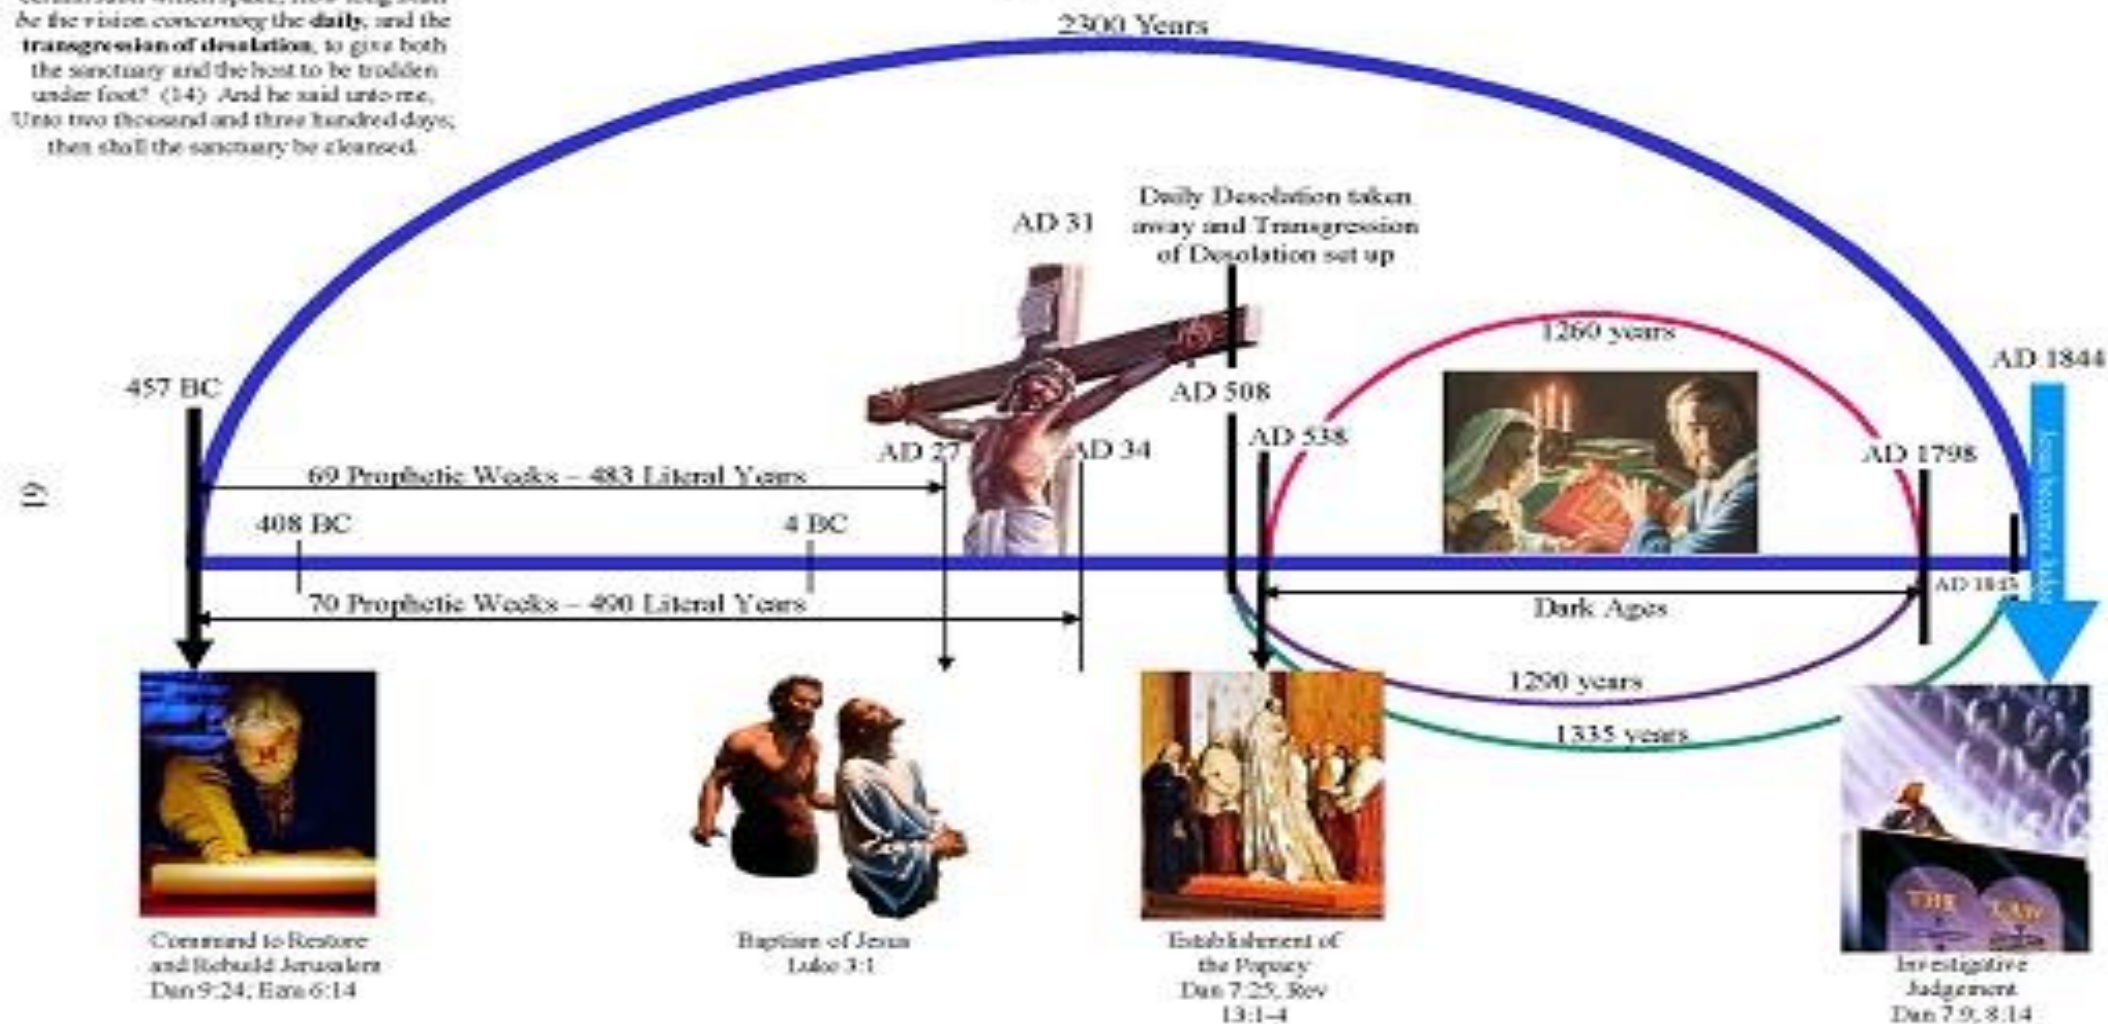 be the vision concerning the daily, and the
transgression of desolation, to give both
the sanctuary and the host to be trodden
under foot? (14) And he said unto me,
Unto two thousand and three hundred days;
then shall the sanctuary be cleansed.
2300 Years
Daily Desolation taken
away and Transgression
of Desolation set up
AD 31
1260 years
AD 1844
457 BC
AD 508
AD 538
AD 27
AD 34
AD 1798
69 Prophetic Weeks – 483 Literal Years
19
408 BC
4 BC
70 Prophetic Weeks – 490 Literal Years
AD 1843
Dark Ages
1290 years
1335 years
THE LAW
Command to Restore
and Rebuild Jerusalem
Dan 9:24, Ezra 6:14
Baptism of Jesus
Luke 3:1
Establishment of
the Papacy
Dan 7:25, Rev
13:1-4
Investigative
Judgement
Dan 7:9, 8:14